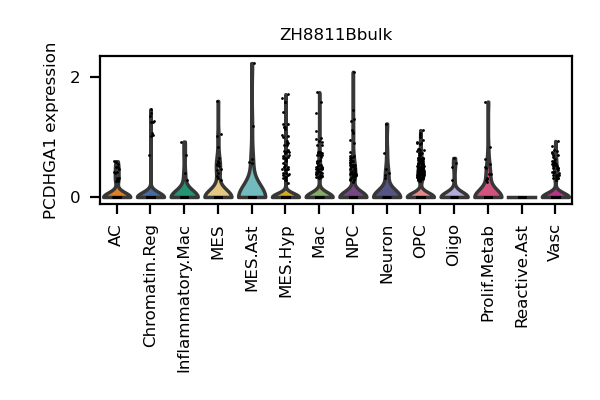 ZH8811Bbulk
PCDHGA1 expression
2
0
AC
Chromatin.Reg
Inflammatory.Mac
MES
MES.Ast
MES.Hyp
Mac
NPC
Neuron
OPC
Oligo
Prolif.Metab
Reactive.Ast
Vasc